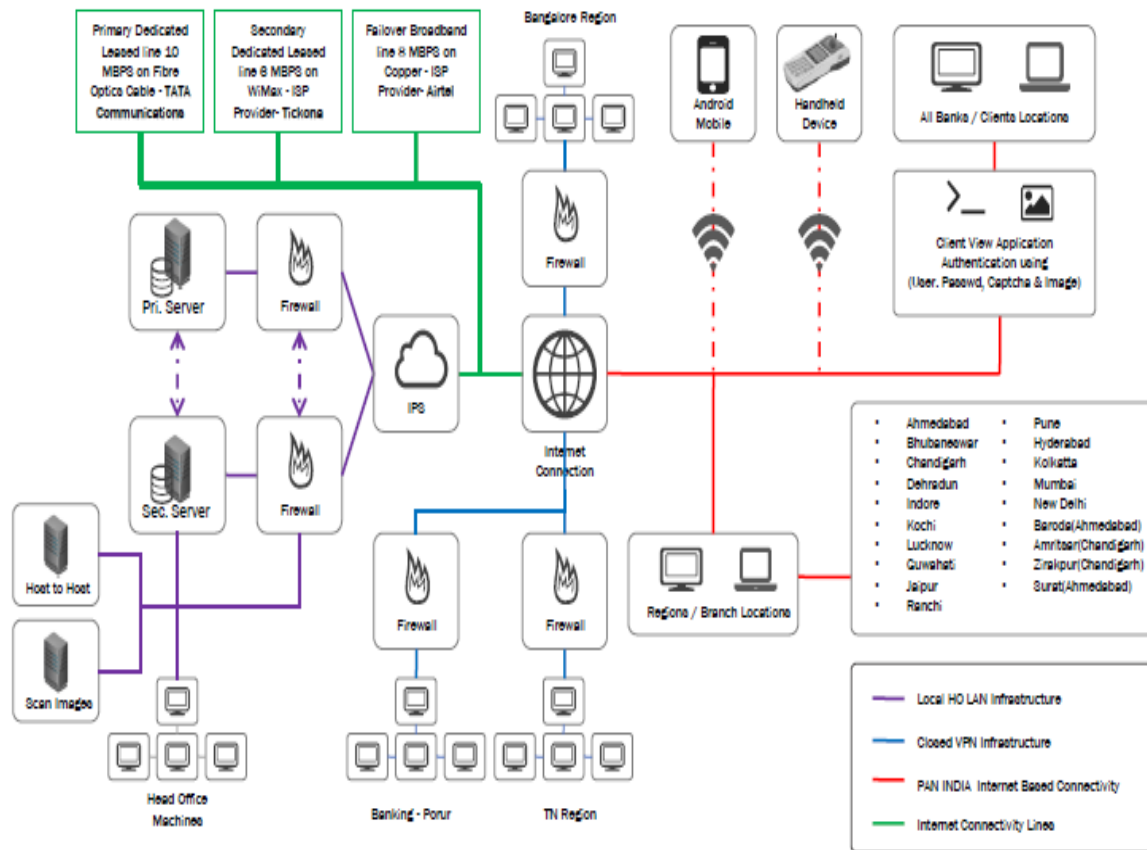 Primary Dedicated
Leased line 10
MBPS on Fibre
Optics Cable - TATA
Communications
Secondary
Dedicated Leased
line 6 MBPS on
WiMax - ISP
Provider- Tickona
Failover Broadband
line 8 MBPS on
Copper - ISP
Provider- Airtel
Bangalore Region
Android
Mobile
Handheld
Device
All Banks / Clients Locations
Firewall
Client View Application
Authentication using
(User. Passwd, Captcha & Image)
Pri. Server
Firewall
IPS
Internet
Connection
Sec. Server
Firewall
Host to Host
Scan Images
Firewall
Firewall
Regions / Branch Locations
Ahmedabad
Bhubaneswar
Chandigarh
Dehradun
Indore
Kochi
Lucknow
Guwahati
Jaipur
Ranchi
Pune
Hyderabad
Kolkatta
Mumbai
New Delhi
Baroda(Ahmedabad)
Amritsar(Chandigarh)
Zirakpur(Chandigarh)
Surat(Ahmedabad)
Head Office
Machines
Banking - Porur
TN Region
Local HO LAN Infrastructure
Closed VPN Infrastructure
PAN INDIA Internet Based Connectivity
Internet Connectivity Lines